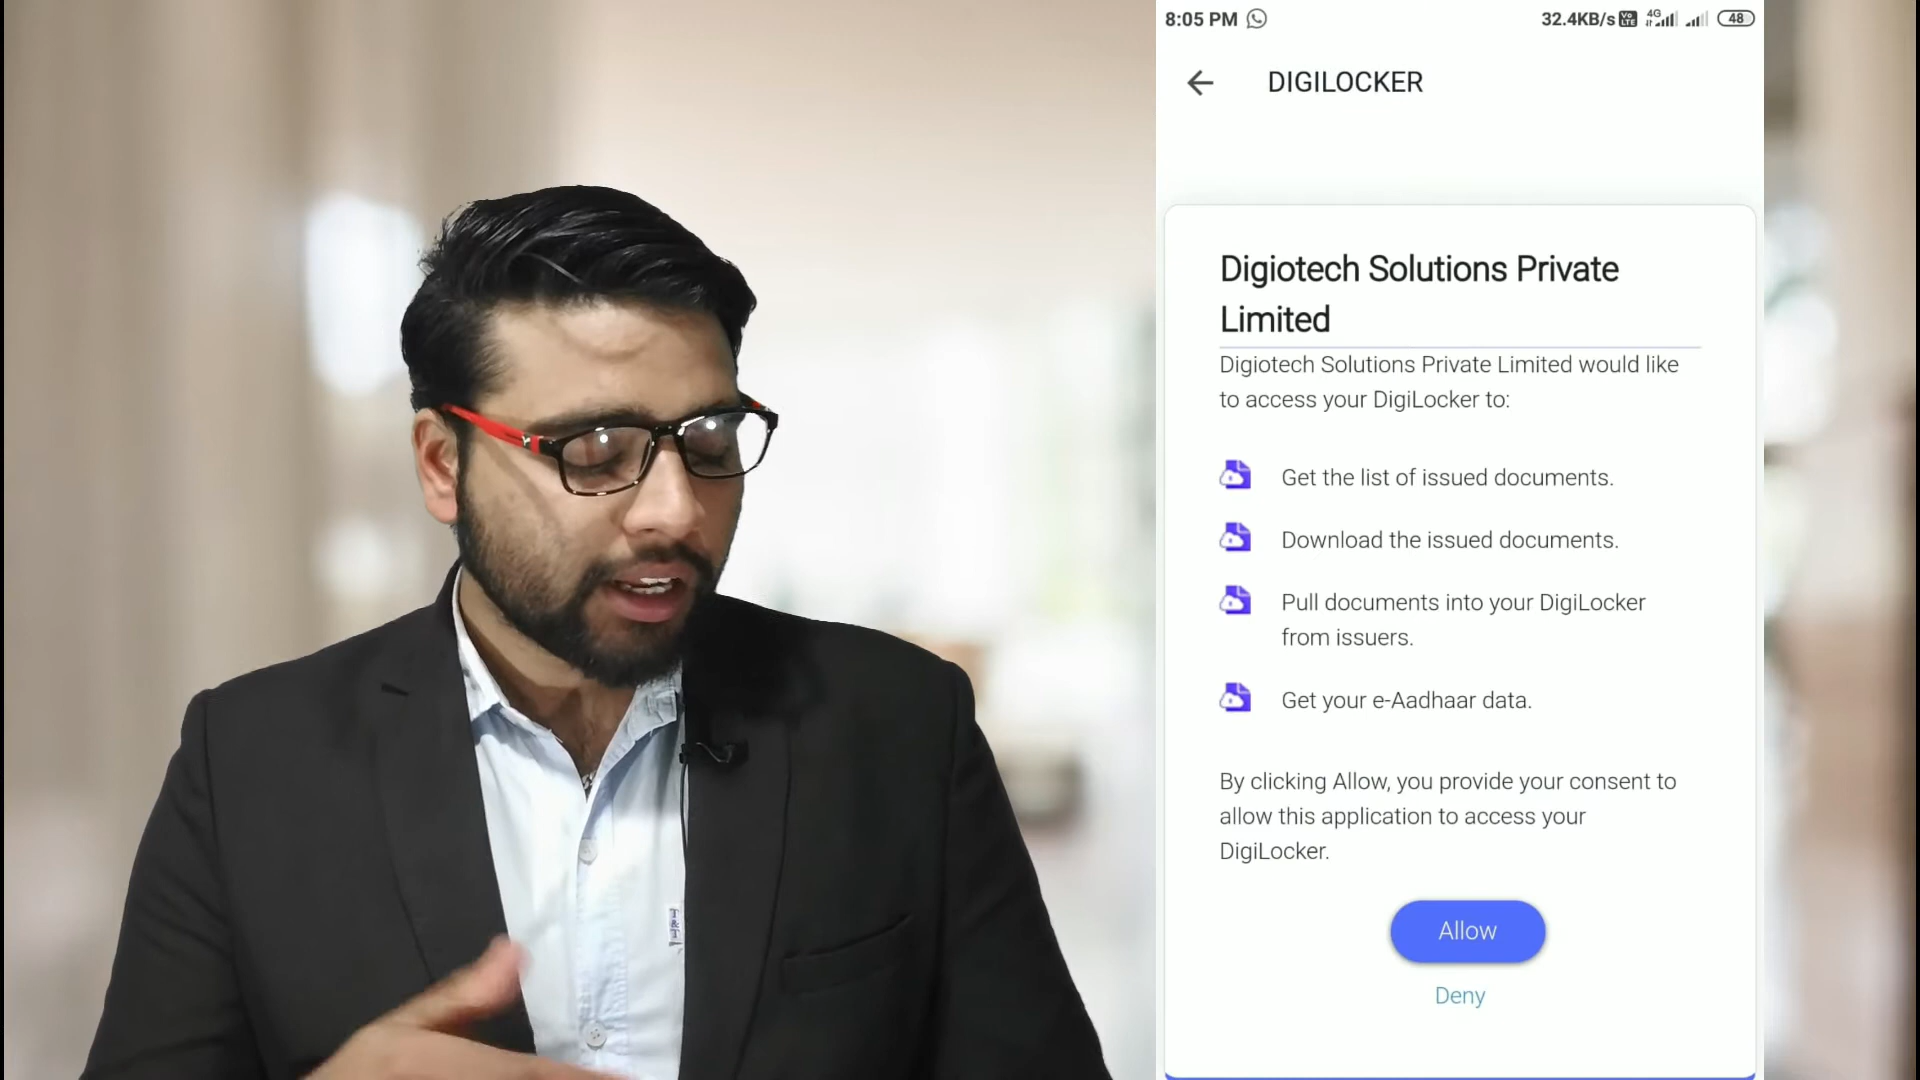 8:05 PM
32.4KB/s Vo LTE 4G 48
DIGILOCKER
Digiotech Solutions Private
Limited
Digiotech Solutions Private Limited would like
to access your DigiLocker to:
Get the list of issued documents.
Download the issued documents.
Pull documents into your DigiLocker
from issuers.
Get your e-Aadhaar data.
By clicking Allow, you provide your consent to
allow this application to access your
DigiLocker.
Allow
Deny